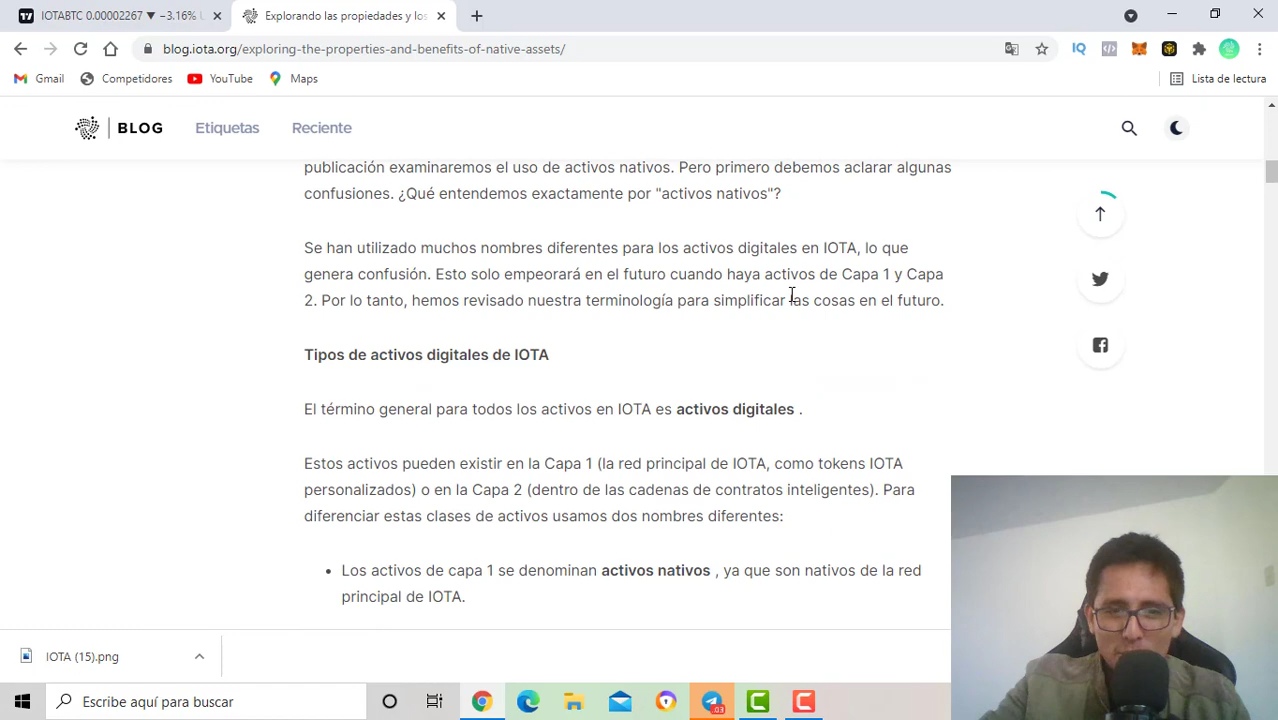 IOTABTC 0.00002267 ▼ −3.16% U
Explorando las propiedades y los
blog.iota.org/exploring-the-properties-and-benefits-of-native-assets/
Gmail
Competidores
YouTube
Maps
Lista de lectura
BLOG
Etiquetas
Reciente
publicación examinaremos el uso de activos nativos. Pero primero debemos aclarar algunas
confusiones. ¿Qué entendemos exactamente por "activos nativos"?
Se han utilizado muchos nombres diferentes para los activos digitales en IOTA, lo que
genera confusión. Esto solo empeorará en el futuro cuando haya activos de Capa 1 y Capa
2. Por lo tanto, hemos revisado nuestra terminología para simplificar las cosas en el futuro.
Tipos de activos digitales de IOTA
El término general para todos los activos en IOTA es activos digitales .
Estos activos pueden existir en la Capa 1 (la red principal de IOTA, como tokens IOTA
personalizados) o en la Capa 2 (dentro de las cadenas de contratos inteligentes). Para
diferenciar estas clases de activos usamos dos nombres diferentes:
• Los activos de capa 1 se denominan activos nativos , ya que son nativos de la red
principal de IOTA.
IOTA (15).png
Escribe aquí para buscar